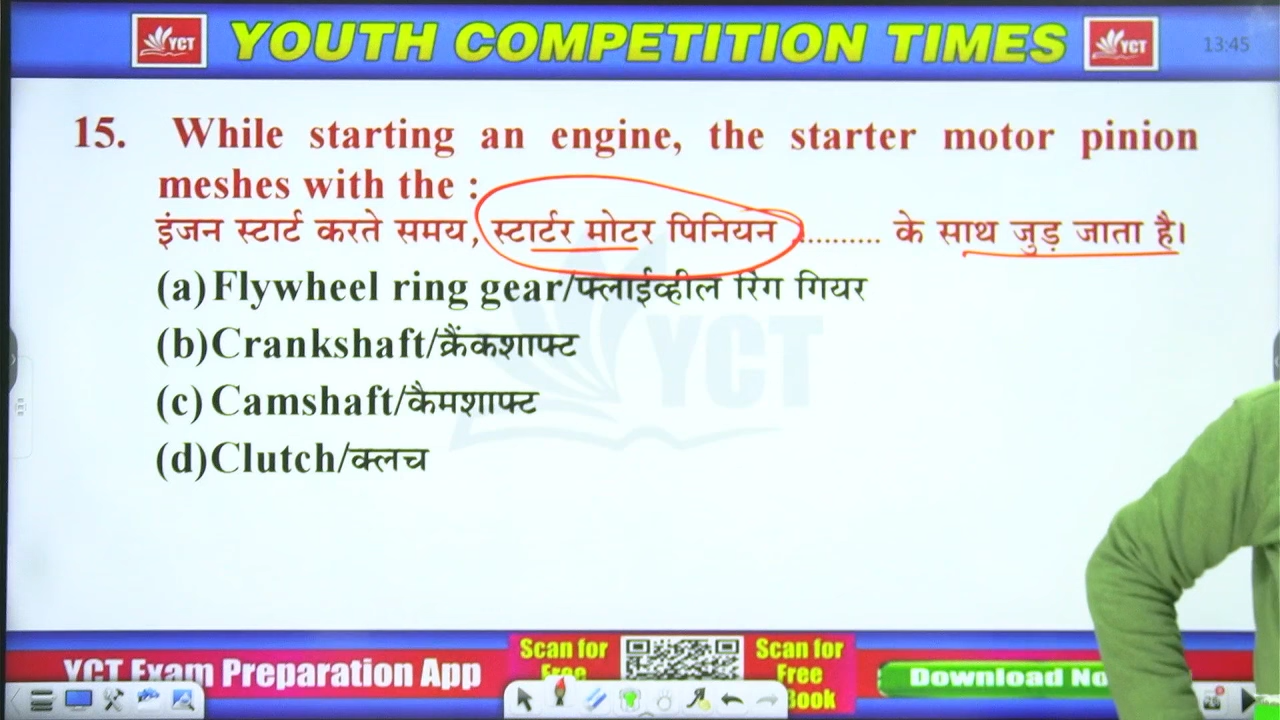 YCT
YOUTH COMPETITION TIMES
YCT
13:45
15. While starting an engine, the starter motor pinion
meshes with the :
इंजन स्टार्ट करते समय, स्टार्टर मोटर पिनियन .......... के साथ जुड़ जाता है।
(a) Flywheel ring gear/फ्लाईव्हील रिंग गियर
(b) Crankshaft/क्रैंकशाफ्ट
(c) Camshaft/कैमशाफ्ट
(d) Clutch/क्लच
YCT
YCT Exam Preparation App
Scan for
Free
Scan for
Free
Book
Download No